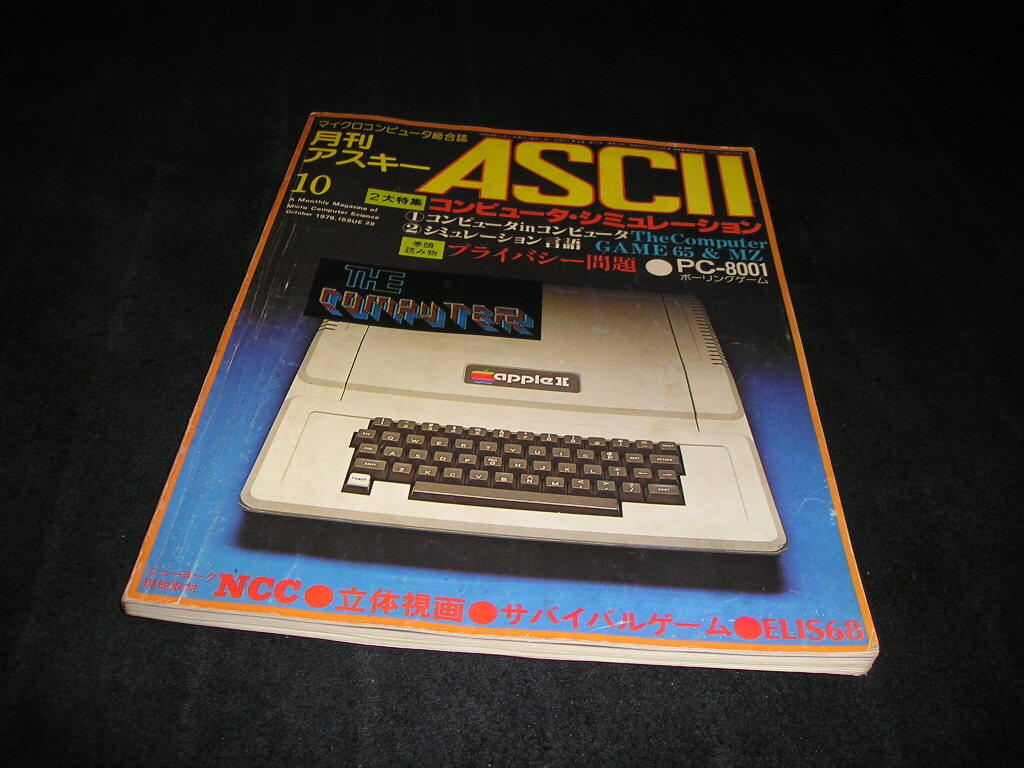 マイクロコンピュータ総合誌
月刊
アスキー
ASCII
10
A Monthly Magazine of
Micro Computer Science
October 1979. ISSUE 28
2大特集
コンピュータ・シミュレーション
①コンピュータinコンピュータ The Computer
②シミュレーション言語 GAME 65 & MZ
巻頭
読み物
プライバシー問題 ●PC-8001
ボーリングゲーム
THE
COMPUTER
apple II
ニューヨーク
現地取材
NCC●立体視画●サバイバルゲーム●ELIS68